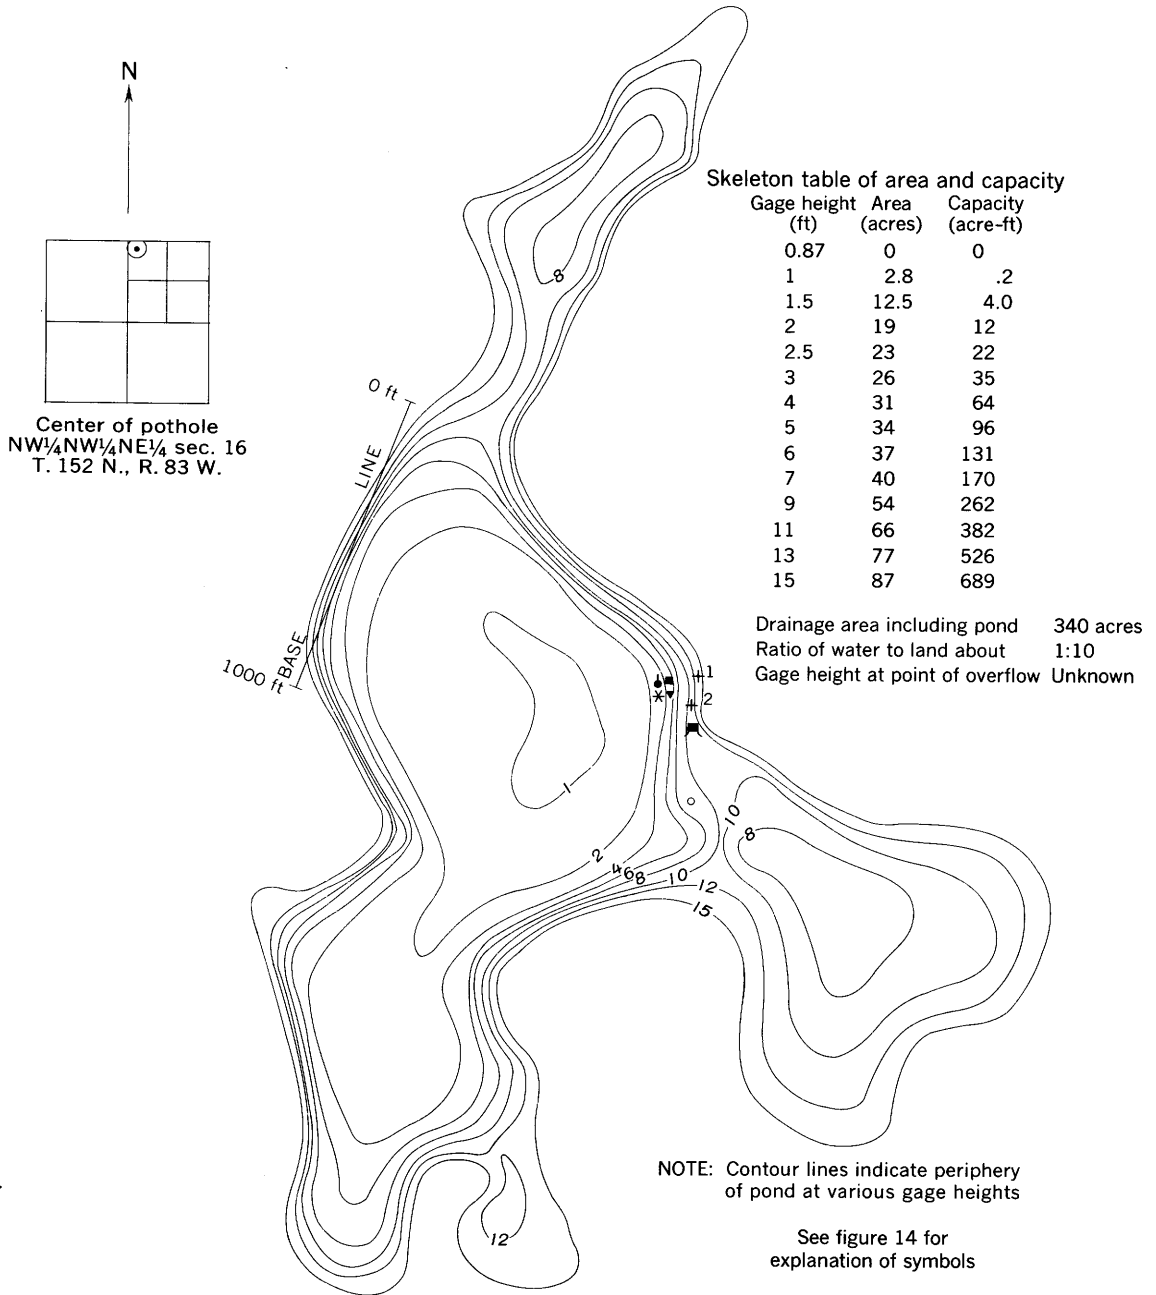 N
Center of pothole
NW¼NW¼NE¼ sec. 16
T. 152 N., R. 83 W.
Skeleton table of area and capacity
Gage height Area Capacity
(ft) (acres) (acre-ft)
0.87 0 0
1 2.8 .2
1.5 12.5 4.0
2 19 12
2.5 23 22
3 26 35
4 31 64
5 34 96
6 37 131
7 40 170
9 54 262
11 66 382
13 77 526
15 87 689
Drainage area including pond 340 acres
Ratio of water to land about 1:10
Gage height at point of overflow Unknown
8
0 ft
LINE
BASE
1000 ft
1
2
1
10
8
2
4
6
8
10
12
15
12
NOTE: Contour lines indicate periphery
of pond at various gage heights
See figure 14 for
explanation of symbols